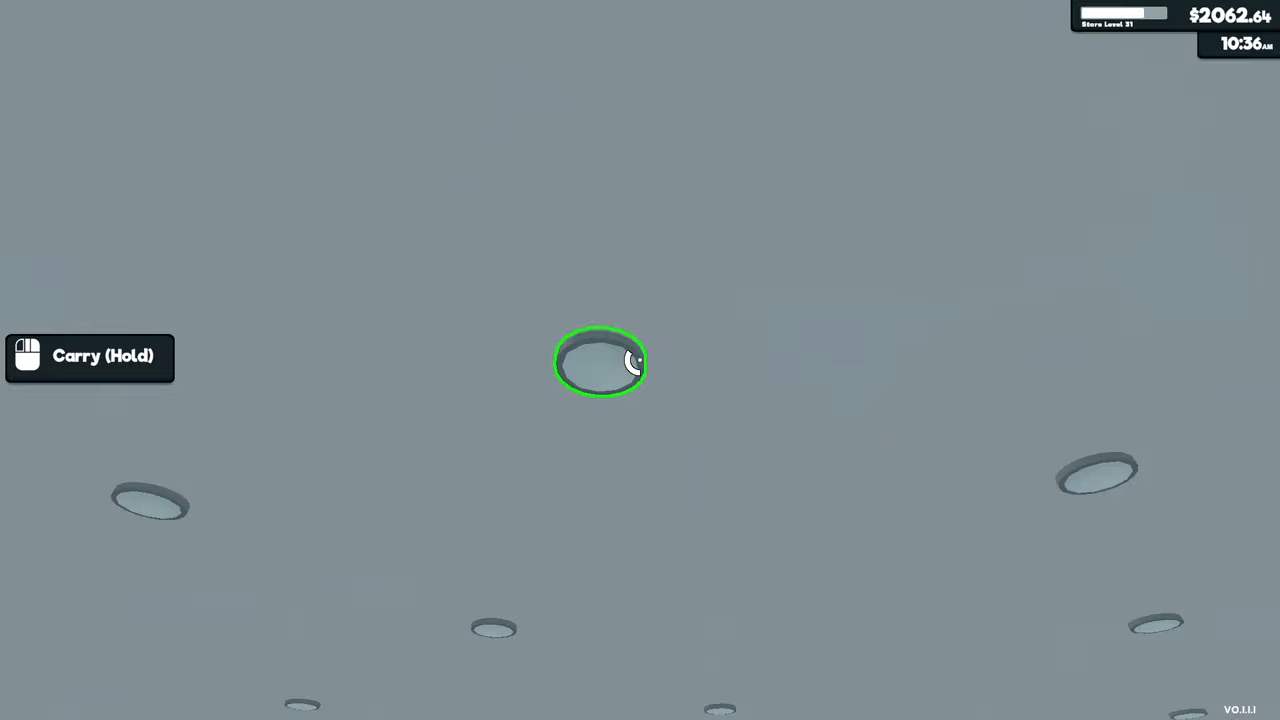 $2062.64
Store Level 31
10:36AM
Carry (Hold)
V0.1.1.1